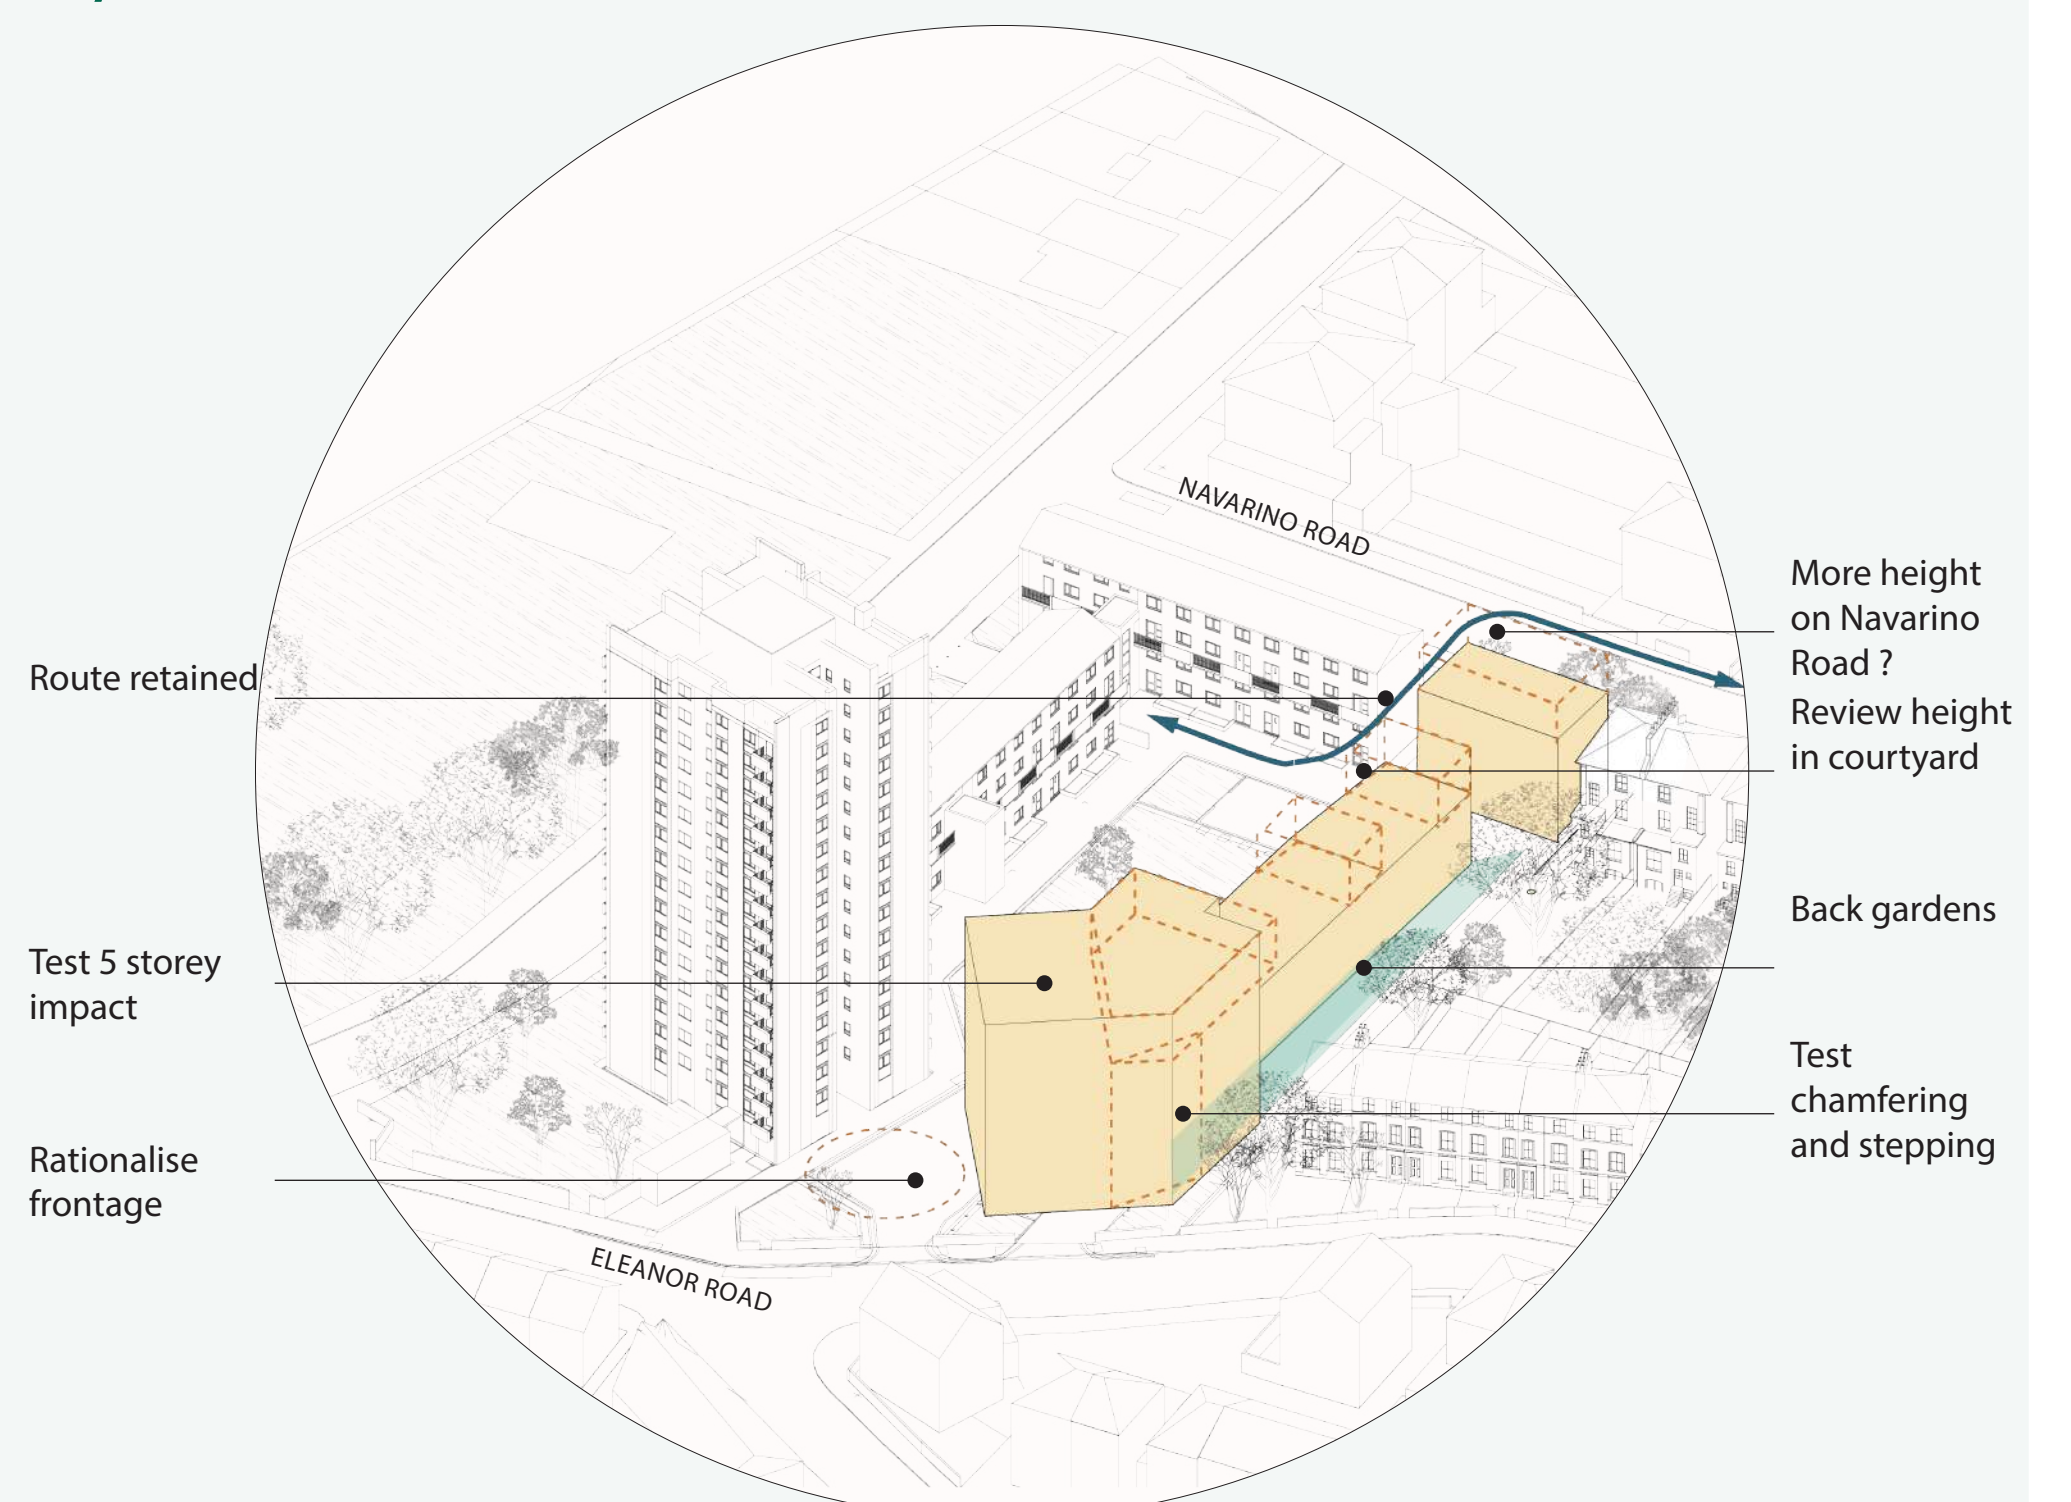 Route retained
Test 5 storey
impact
Rationalise
frontage
NAVARINO ROAD
ELEANOR ROAD
More height
on Navarino
Road ?
Review height
in courtyard
Back gardens
Test
chamfering
and stepping